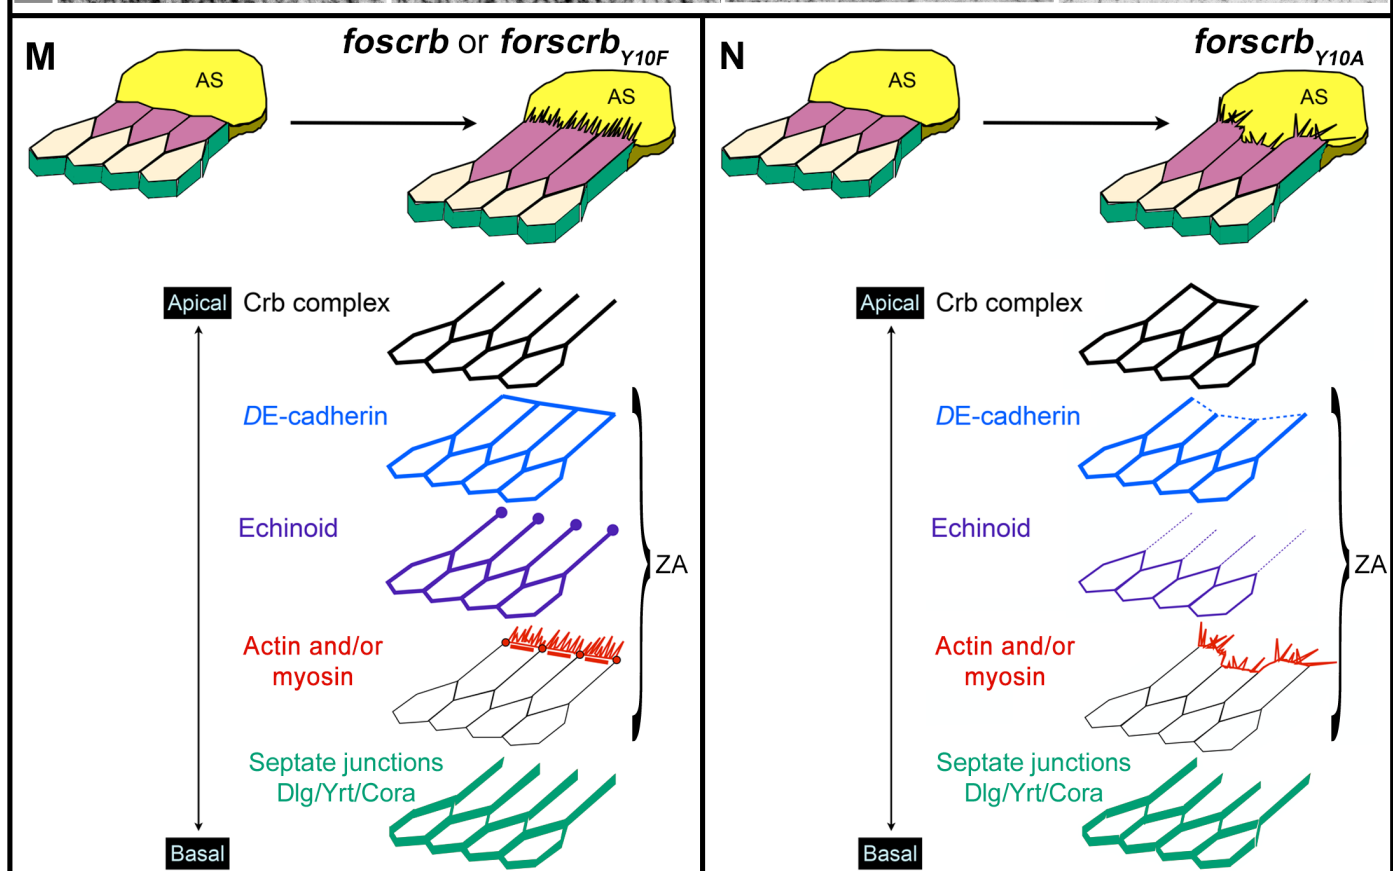 M
foscrb or forscrbY10F
AS
AS
Apical
Crb complex
DE-cadherin
Echinoid
ZA
Actin and/or
myosin
Septate junctions
Dlg/Yrt/Cora
Basal
N
forscrbY10A
AS
AS
Apical
Crb complex
DE-cadherin
Echinoid
ZA
Actin and/or
myosin
Septate junctions
Dlg/Yrt/Cora
Basal